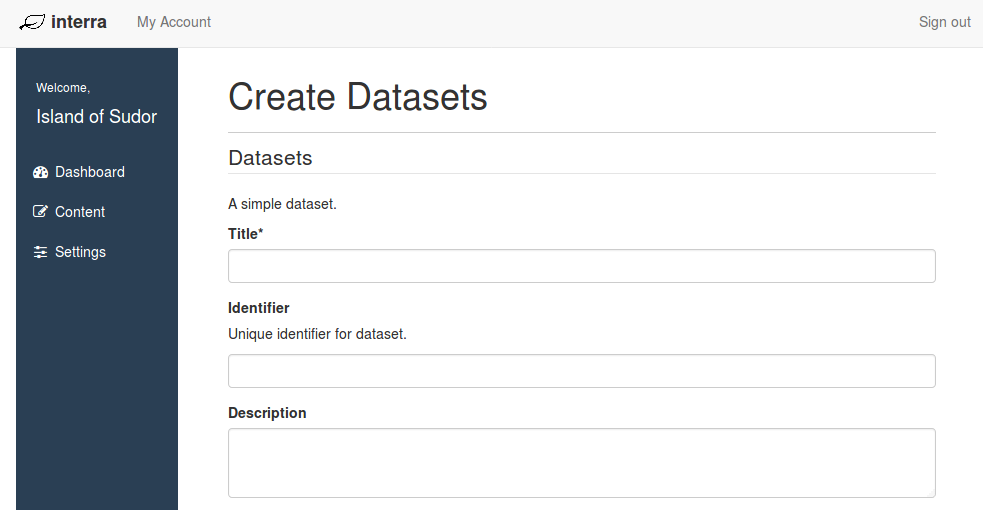 interra My Account Sign out
Welcome,
Island of Sudor
Dashboard
Content
Settings
Create Datasets
Datasets
A simple dataset.
Title*
Identifier
Unique identifier for dataset.
Description